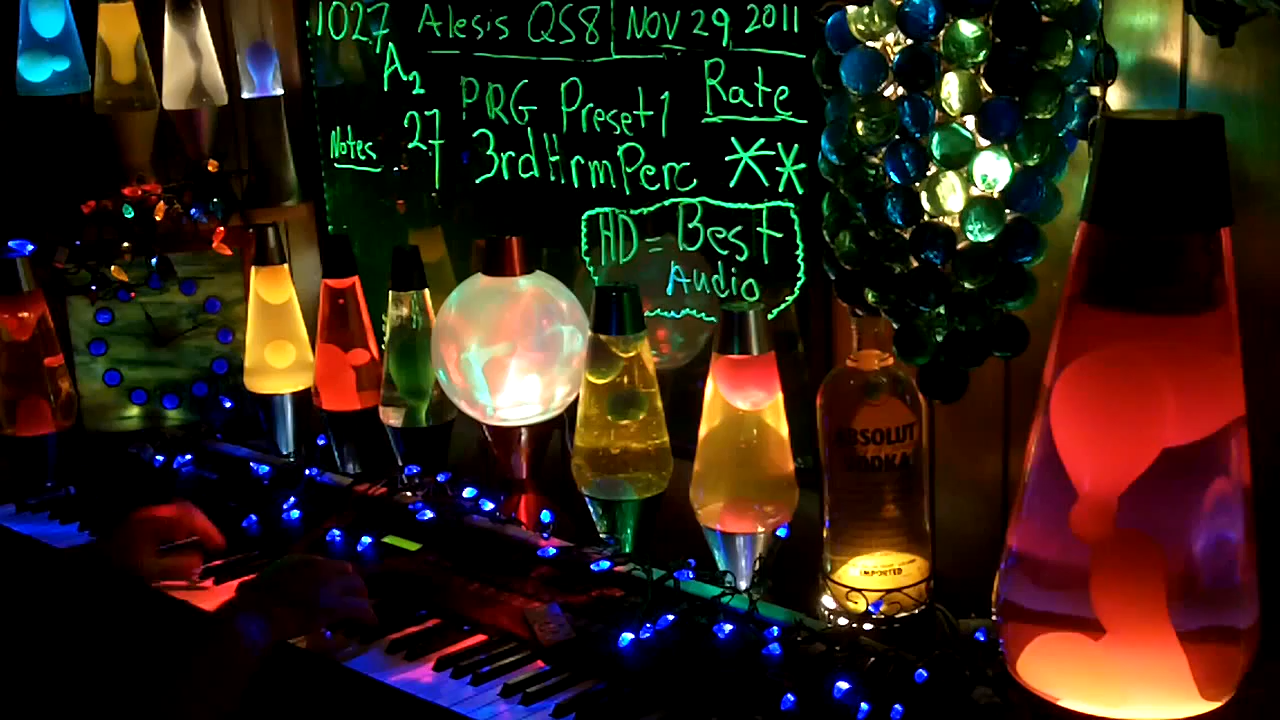 1027 Alesis QS8 | Nov 29, 2011
A2 PRG Preset1 Rate
Notes 27 3rdHrmPerc **
HD = Best
Audio
ABSOLUT
VODKA
IMPORTED